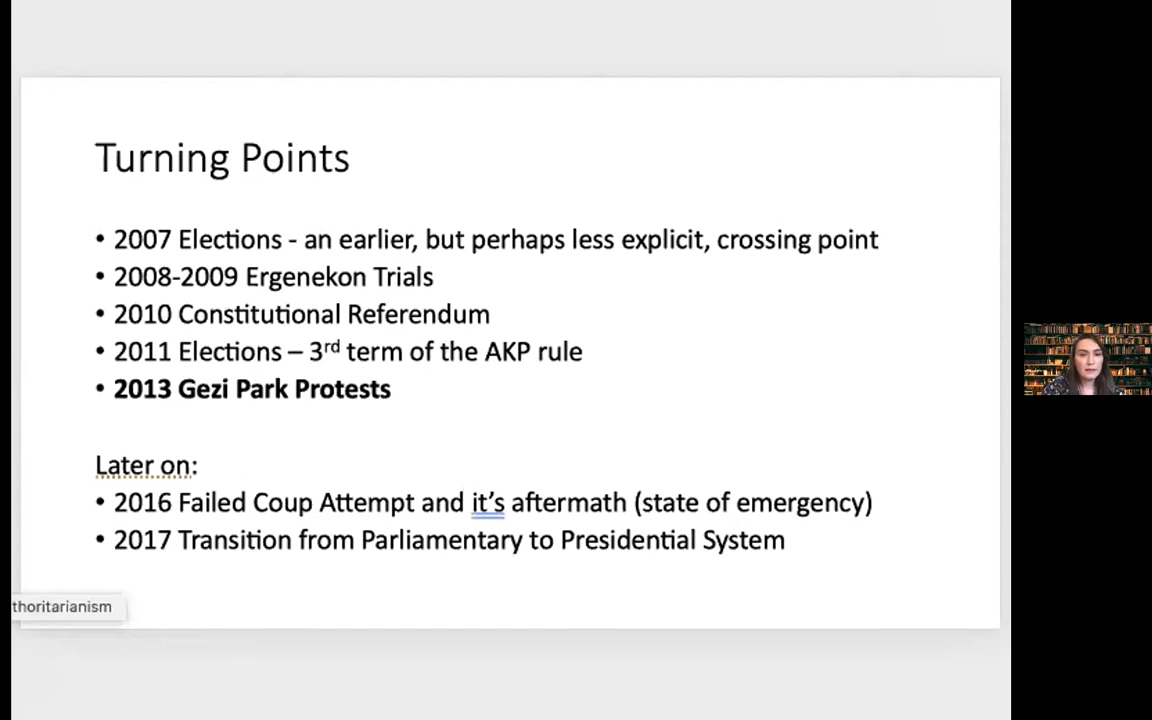 Turning Points
• 2007 Elections - an earlier, but perhaps less explicit, crossing point
• 2008-2009 Ergenekon Trials
• 2010 Constitutional Referendum
• 2011 Elections – 3rd term of the AKP rule
• 2013 Gezi Park Protests
Later on:
• 2016 Failed Coup Attempt and it’s aftermath (state of emergency)
• 2017 Transition from Parliamentary to Presidential System
thoritarianism